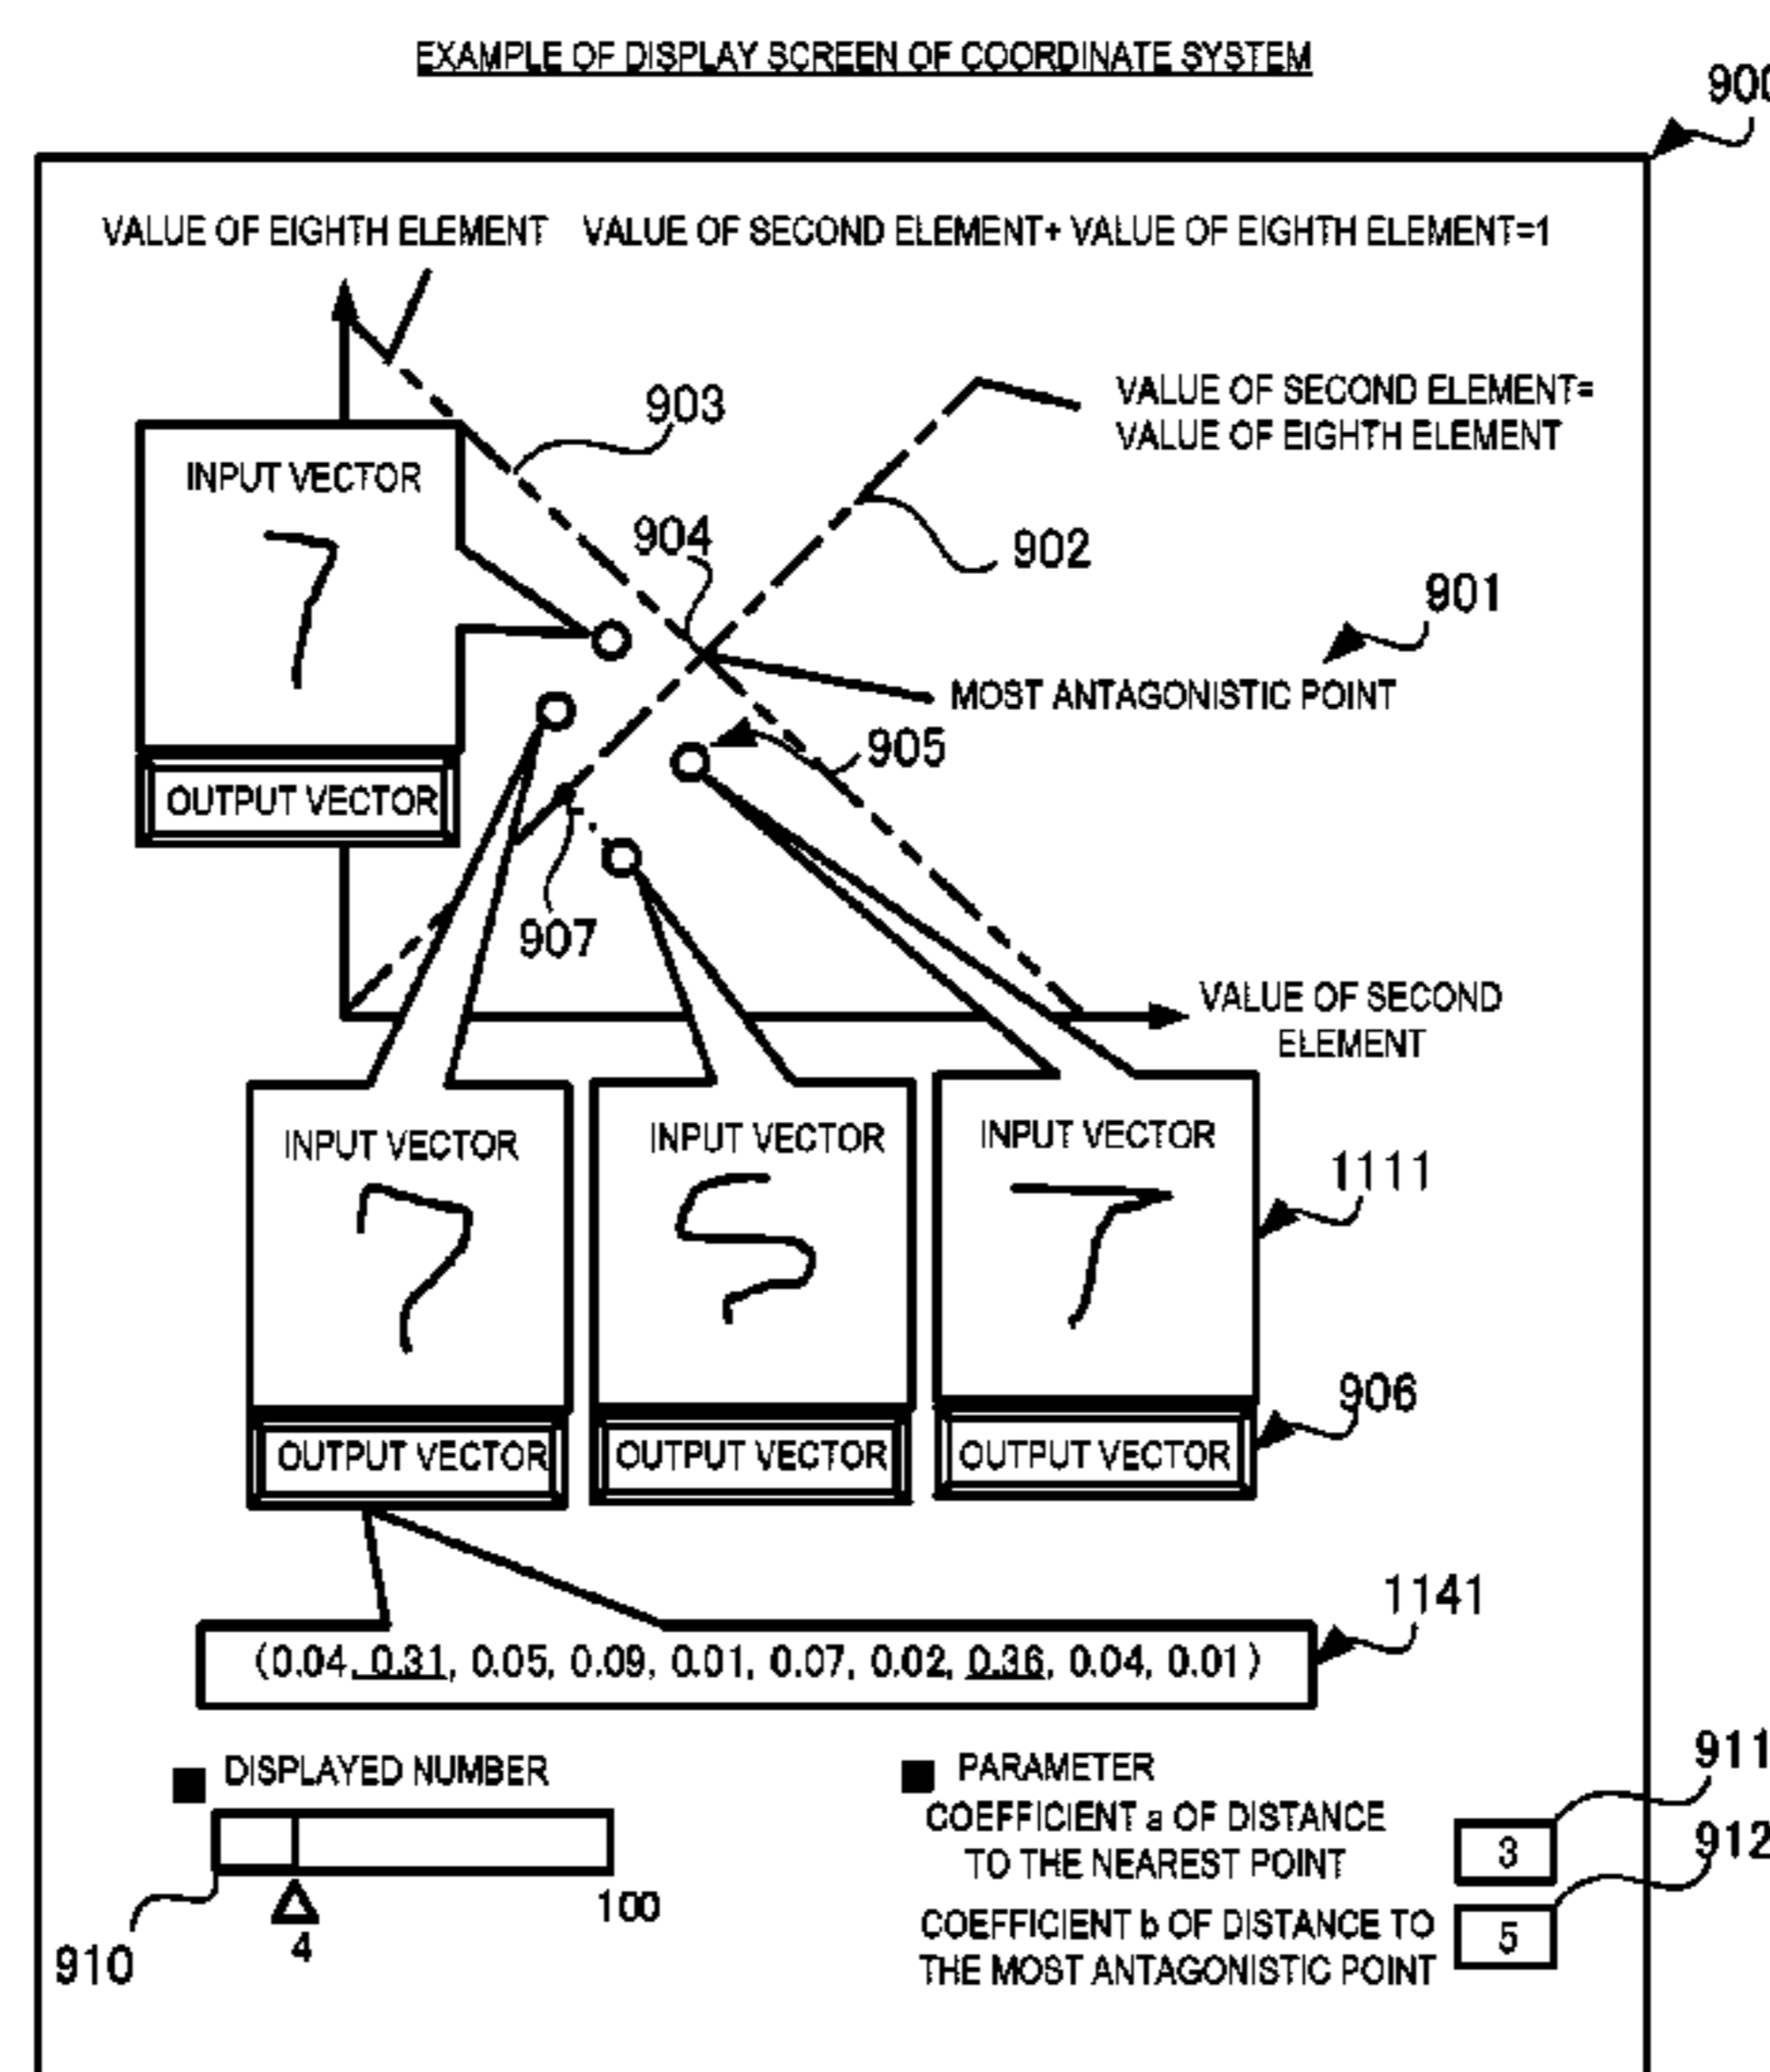 EXAMPLE OF DISPLAY SCREEN OF COORDINATE SYSTEM
900
VALUE OF EIGHTH ELEMENT
VALUE OF SECOND ELEMENT+ VALUE OF EIGHTH ELEMENT=1
903
VALUE OF SECOND ELEMENT=
VALUE OF EIGHTH ELEMENT
INPUT VECTOR
7
904
902
901
MOST ANTAGONISTIC POINT
905
OUTPUT VECTOR
907
VALUE OF SECOND
ELEMENT
INPUT VECTOR
7
INPUT VECTOR
5
INPUT VECTOR
7
1111
OUTPUT VECTOR
OUTPUT VECTOR
OUTPUT VECTOR
906
1141
(0.04, 0.31, 0.05, 0.09, 0.01, 0.07, 0.02, 0.36, 0.04, 0.01)
DISPLAYED NUMBER
4
100
910
PARAMETER
COEFFICIENT a OF DISTANCE
TO THE NEAREST POINT
3
911
COEFFICIENT b OF DISTANCE TO
THE MOST ANTAGONISTIC POINT
5
912